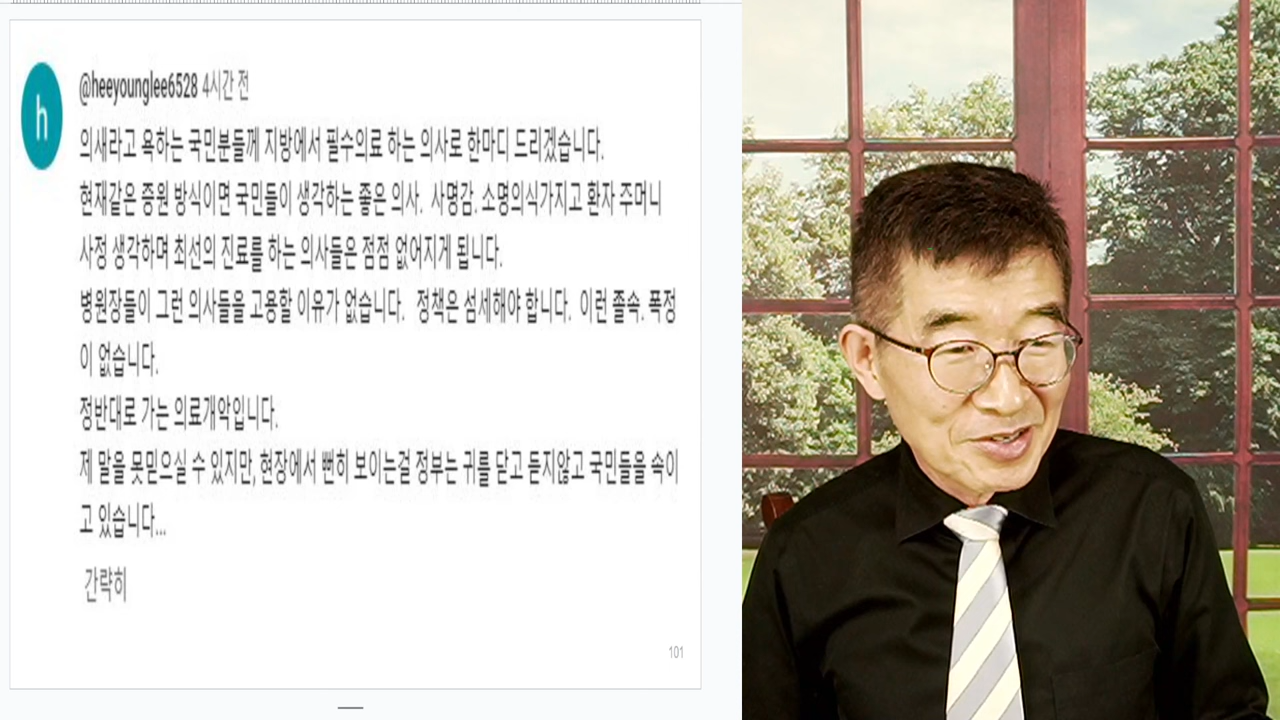 h
@heeyounglee6528 4시간 전
의새라고 욕하는 국민분들께 지방에서 필수의료 하는 의사로 한마디 드리겠습니다.
현재같은 증원 방식이면 국민들이 생각하는 좋은 의사. 사명감. 소명의식가지고 환자 주머니
사정 생각하며 최선의 진료를 하는 의사들은 점점 없어지게 됩니다.
병원장들이 그런 의사들을 고용할 이유가 없습니다. 정책은 섬세해야 합니다. 이런 졸속. 폭정
이 없습니다.
정반대로 가는 의료개악입니다.
제 말을 못믿으실 수 있지만, 현장에서 뻔히 보이는걸 정부는 귀를 닫고 듣지않고 국민들을 속이
고 있습니다...
간략히
101